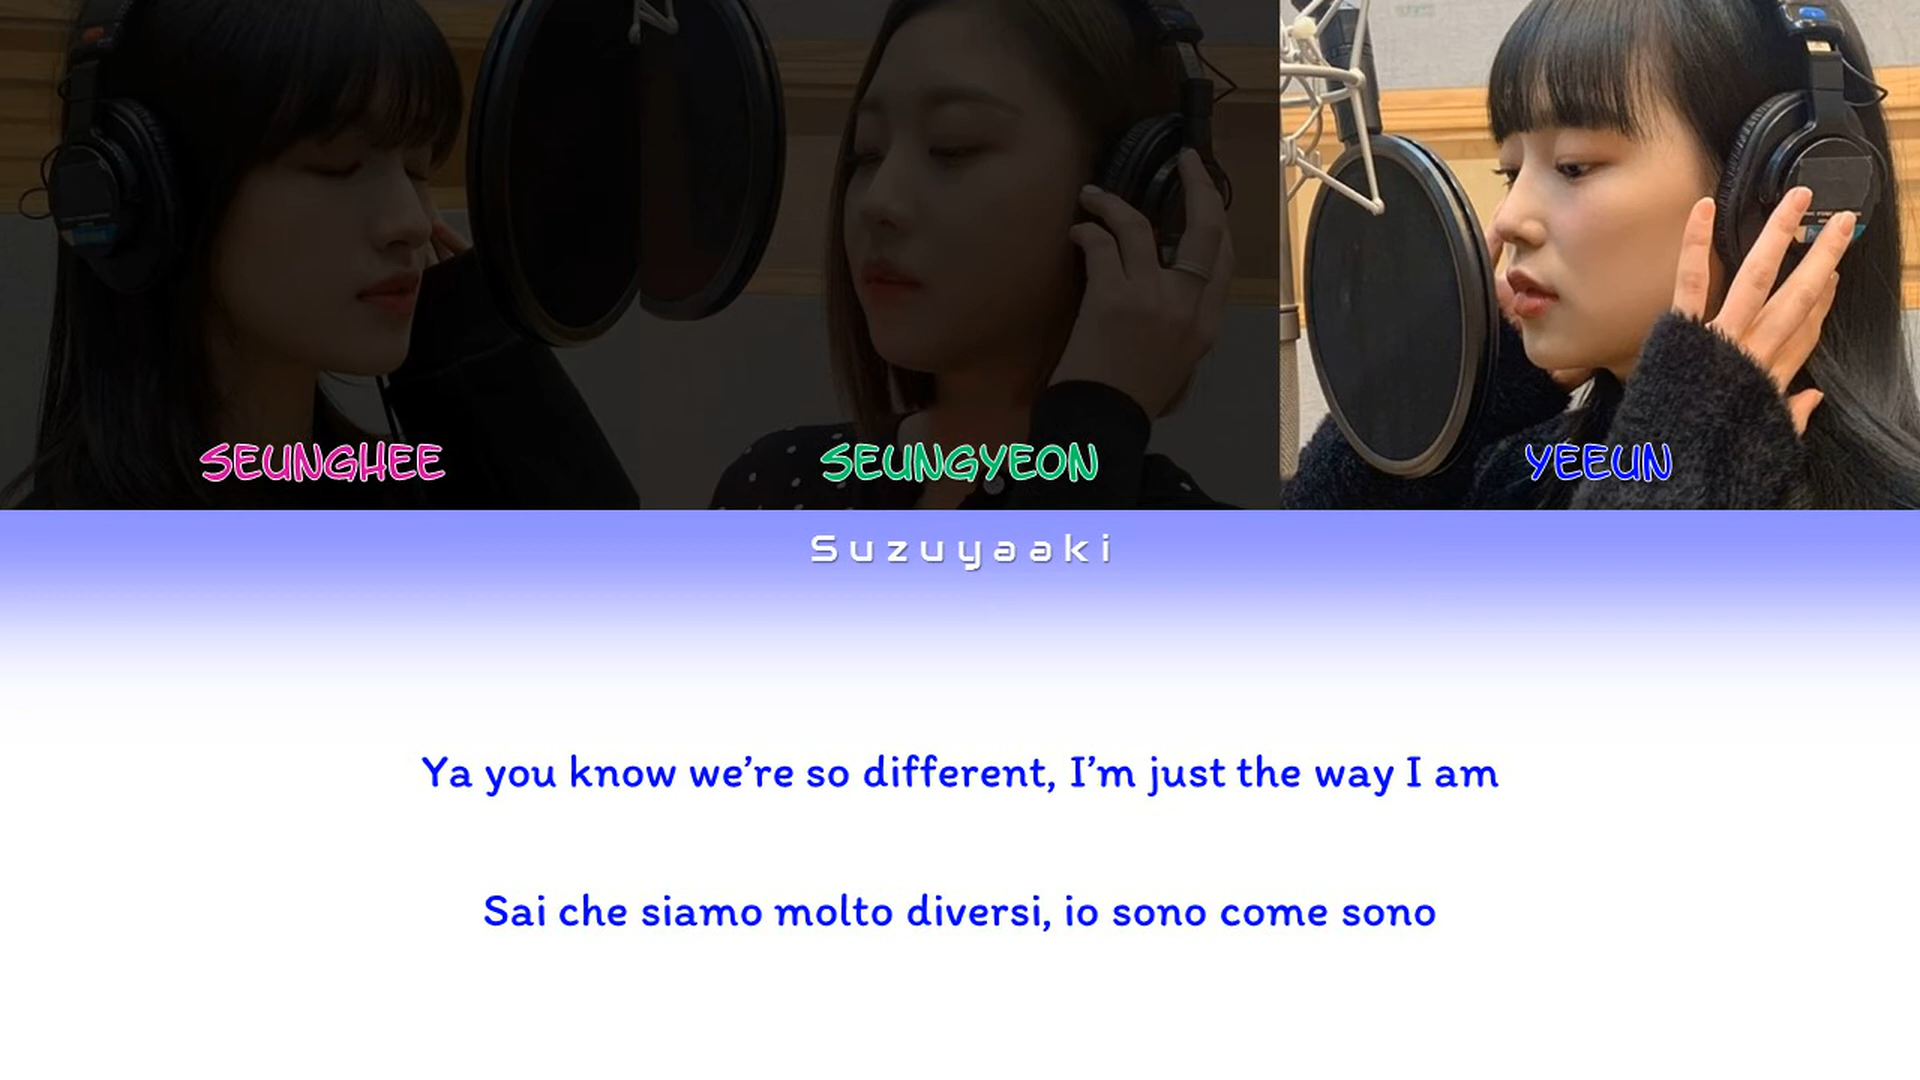 SEUNGHEE
SEUNGYEON
YEEUN
Suzuyaaki
Ya you know we’re so different, I’m just the way I am
Sai che siamo molto diversi, io sono come sono